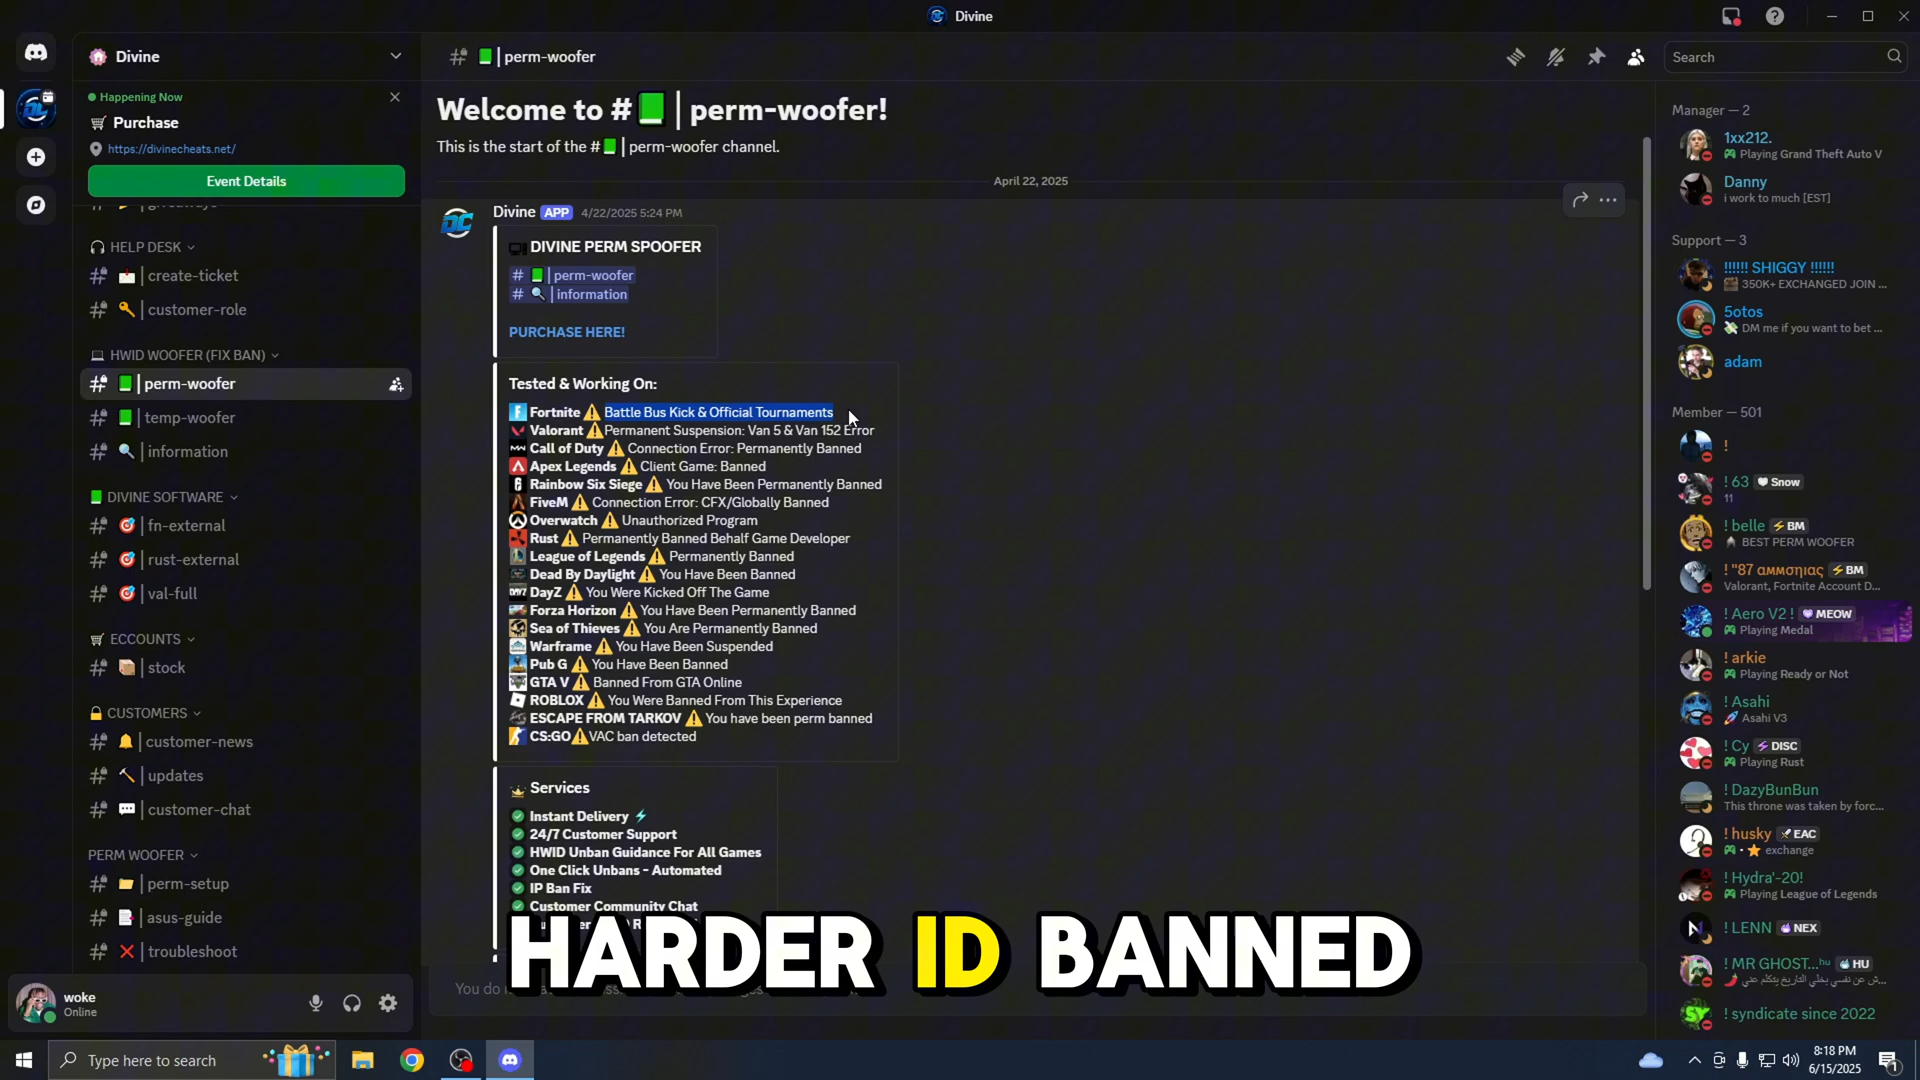 Divine
Divine
Happening Now
Purchase
https://divinecheats.net/
Event Details
giveaways
HELP DESK
create-ticket
customer-role
HWID WOOFER (FIX BAN)
perm-woofer
temp-woofer
information
DIVINE SOFTWARE
fn-external
rust-external
val-full
ECCOUNTS
stock
CUSTOMERS
customer-news
updates
customer-chat
PERM WOOFER
perm-setup
asus-guide
troubleshoot
woke
Online
perm-woofer
Search
Welcome to # | perm-woofer!
This is the start of the # | perm-woofer channel.
April 22, 2025
Divine APP 4/22/2025 5:24 PM
DIVINE PERM SPOOFER
# | perm-woofer
# | information
PURCHASE HERE!
Tested & Working On:
Fortnite ⚠️ Battle Bus Kick & Official Tournaments
Valorant ⚠️ Permanent Suspension: Van 5 & Van 152 Error
Call of Duty ⚠️ Connection Error: Permanently Banned
Apex Legends ⚠️ Client Game: Banned
Rainbow Six Siege ⚠️ You Have Been Permanently Banned
FiveM ⚠️ Connection Error: CFX/Globally Banned
Overwatch ⚠️ Unauthorized Program
Rust ⚠️ Permanently Banned Behalf Game Developer
League of Legends ⚠️ Permanently Banned
Dead By Daylight ⚠️ You Have Been Banned
DayZ ⚠️ You Were Kicked Off The Game
Forza Horizon ⚠️ You Have Been Permanently Banned
Sea of Thieves ⚠️ You Are Permanently Banned
Warframe ⚠️ You Have Been Suspended
Pub G ⚠️ You Have Been Banned
GTA V ⚠️ Banned From GTA Online
ROBLOX ⚠️ You Were Banned From This Experience
ESCAPE FROM TARKOV ⚠️ You have been perm banned
CS:GO ⚠️ VAC ban detected
Services
Instant Delivery ⚡
24/7 Customer Support
HWID Unban Guidance For All Games
One Click Unbans - Automated
IP Ban Fix
Customer Community Chat
HARDER ID BANNED
You do
Manager — 2
1xx212.
Playing Grand Theft Auto V
Danny
i work to much [EST]
Support — 3
!!!!!! SHIGGY !!!!!!
350K+ EXCHANGED JOIN ...
5otos
DM me if you want to bet ...
adam
Member — 501
!
! 63 Snow
11
! belle ⚡BM
BEST PERM WOOFER
! "87 αммσηιας ⚡BM
Valorant, Fortnite Account D...
! Aero V2 ! MEOW
Playing Medal
! arkie
Playing Ready or Not
! Asahi
Asahi V3
! Cy DISC
Playing Rust
! DazyBunBun
This throne was taken by forc...
! husky EAC
• ⭐ exchange
! Hydra'-20!
Playing League of Legends
! LENN NEX
! MR GHOST...ʰᵘ HU
! syndicate since 2022
Type here to search
8:18 PM
6/15/2025
1